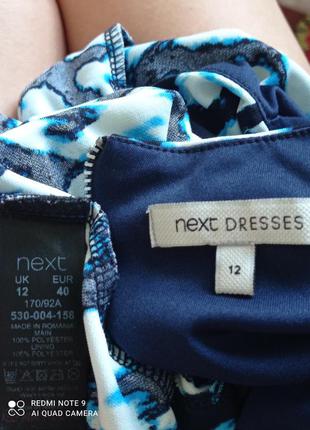 next
UK EUR
12 40
170/92A
530-004-158
MADE IN ROMANIA
MAIN
100% POLYESTER
LINING
100% POLYESTER
next DRESSES
12
REDMI NOTE 9
AI QUAD CAMERA